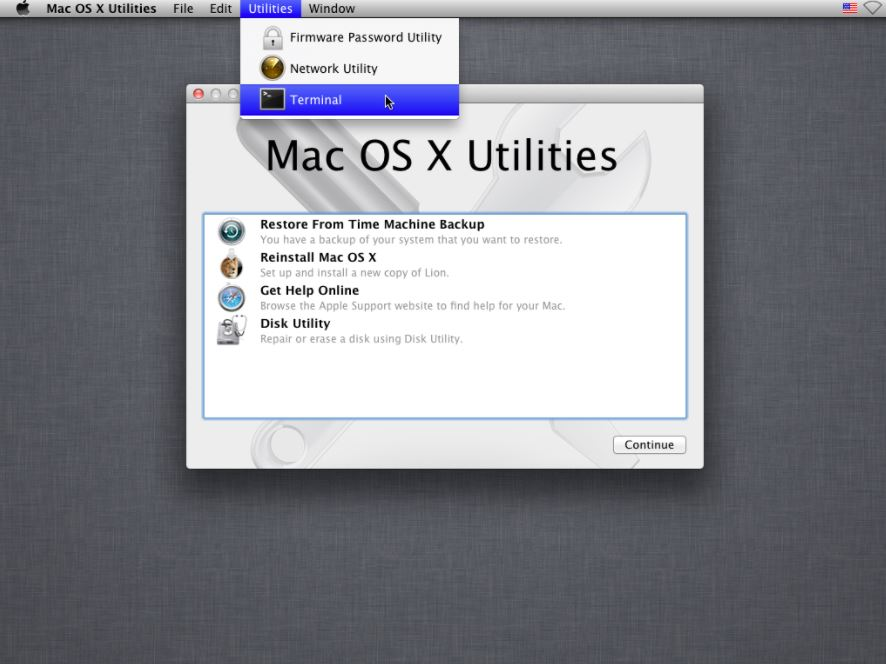 Mac OS X Utilities File Edit Utilities Window
Firmware Password Utility
Network Utility
Terminal
Mac OS X Utilities
Restore From Time Machine Backup
You have a backup of your system that you want to restore.
Reinstall Mac OS X
Set up and install a new copy of Lion.
Get Help Online
Browse the Apple Support website to find help for your Mac.
Disk Utility
Repair or erase a disk using Disk Utility.
Continue